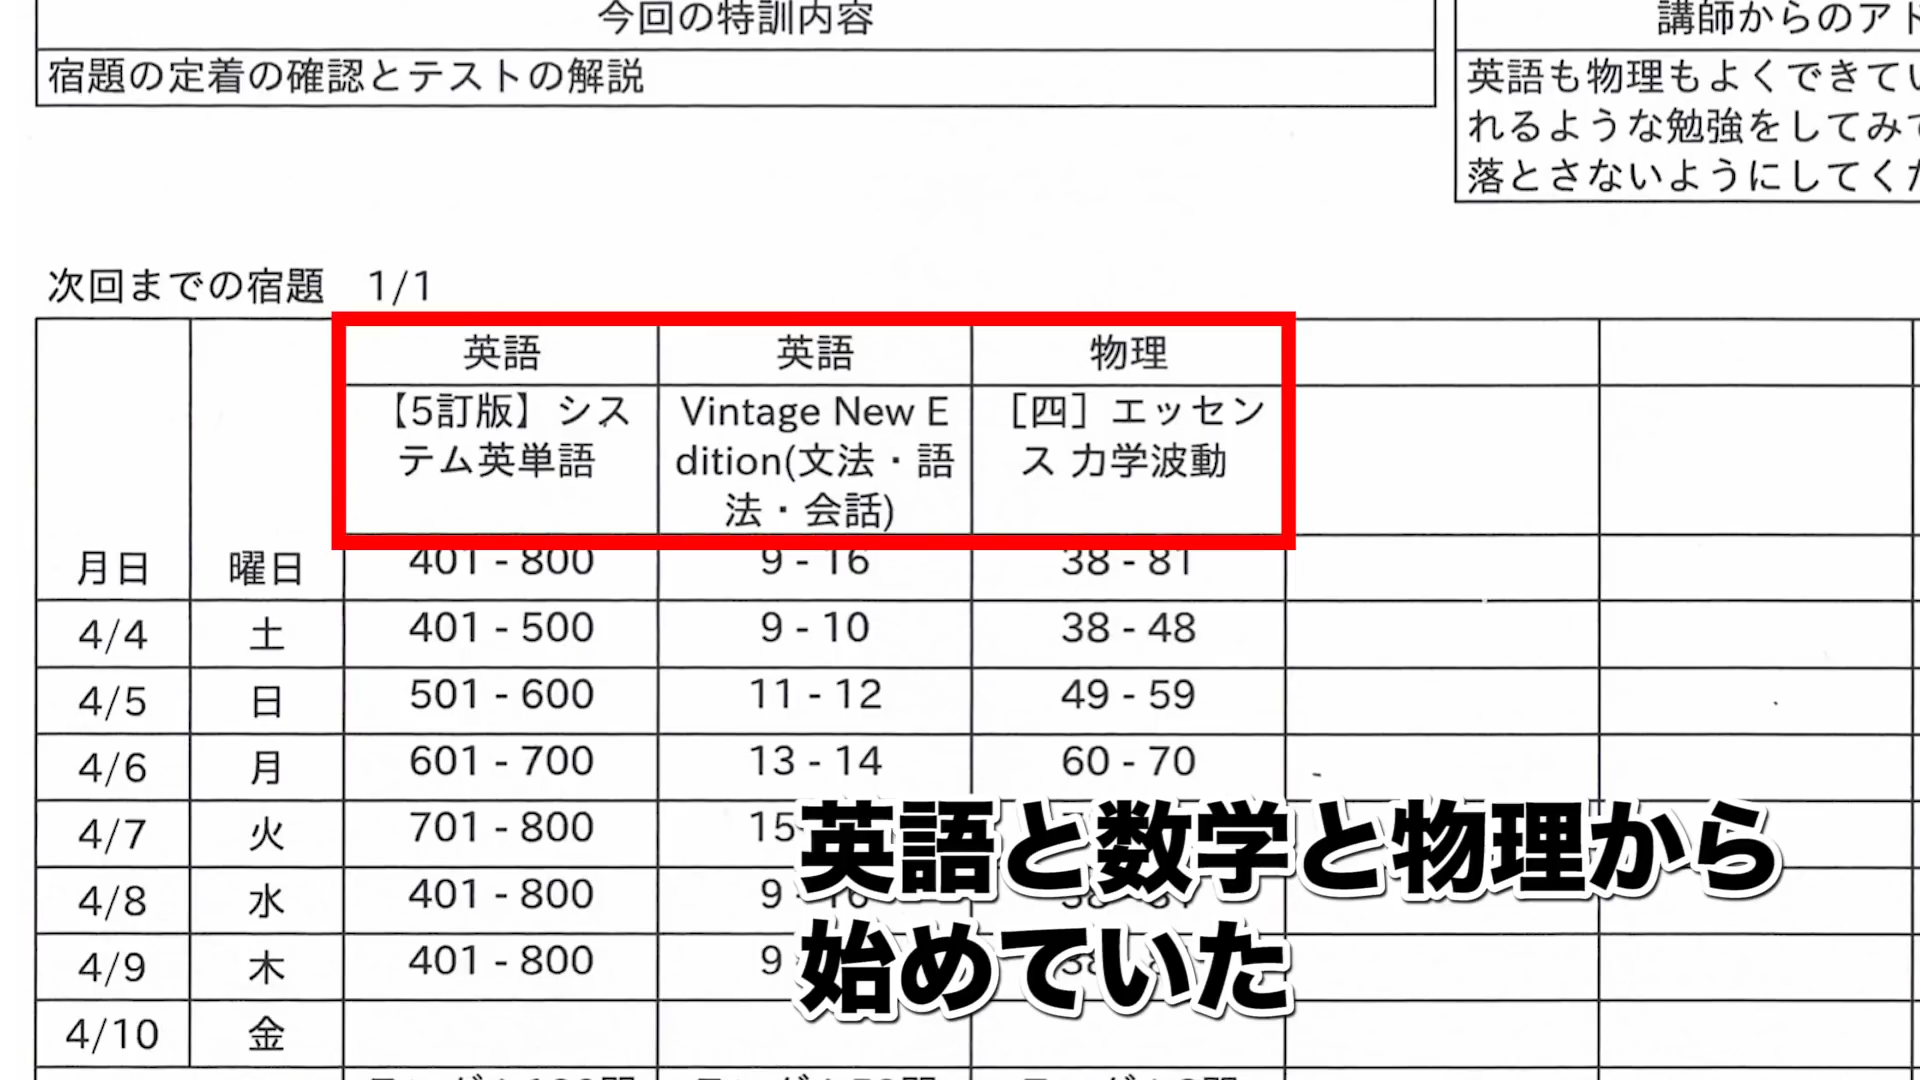 今回の特訓内容
宿題の定着の確認とテストの解説
講師からのアド
英語も物理もよくできてい
れるような勉強をしてみて
落とさないようにしてくだ
次回までの宿題 1/1
英語 英語 物理
【5訂版】シス
テム英単語
Vintage New E
dition(文法・語
法・会話)
[四]エッセン
ス 力学波動
月日 曜日 401 - 800 9 - 16 38 - 81
4/4 土 401 - 500 9 - 10 38 - 48
4/5 日 501 - 600 11 - 12 49 - 59
4/6 月 601 - 700 13 - 14 60 - 70
4/7 火 701 - 800 15
4/8 水 401 - 800 9 - 16 38 - 81
4/9 木 401 - 800 9
4/10 金
英語と数学と物理から
始めていた